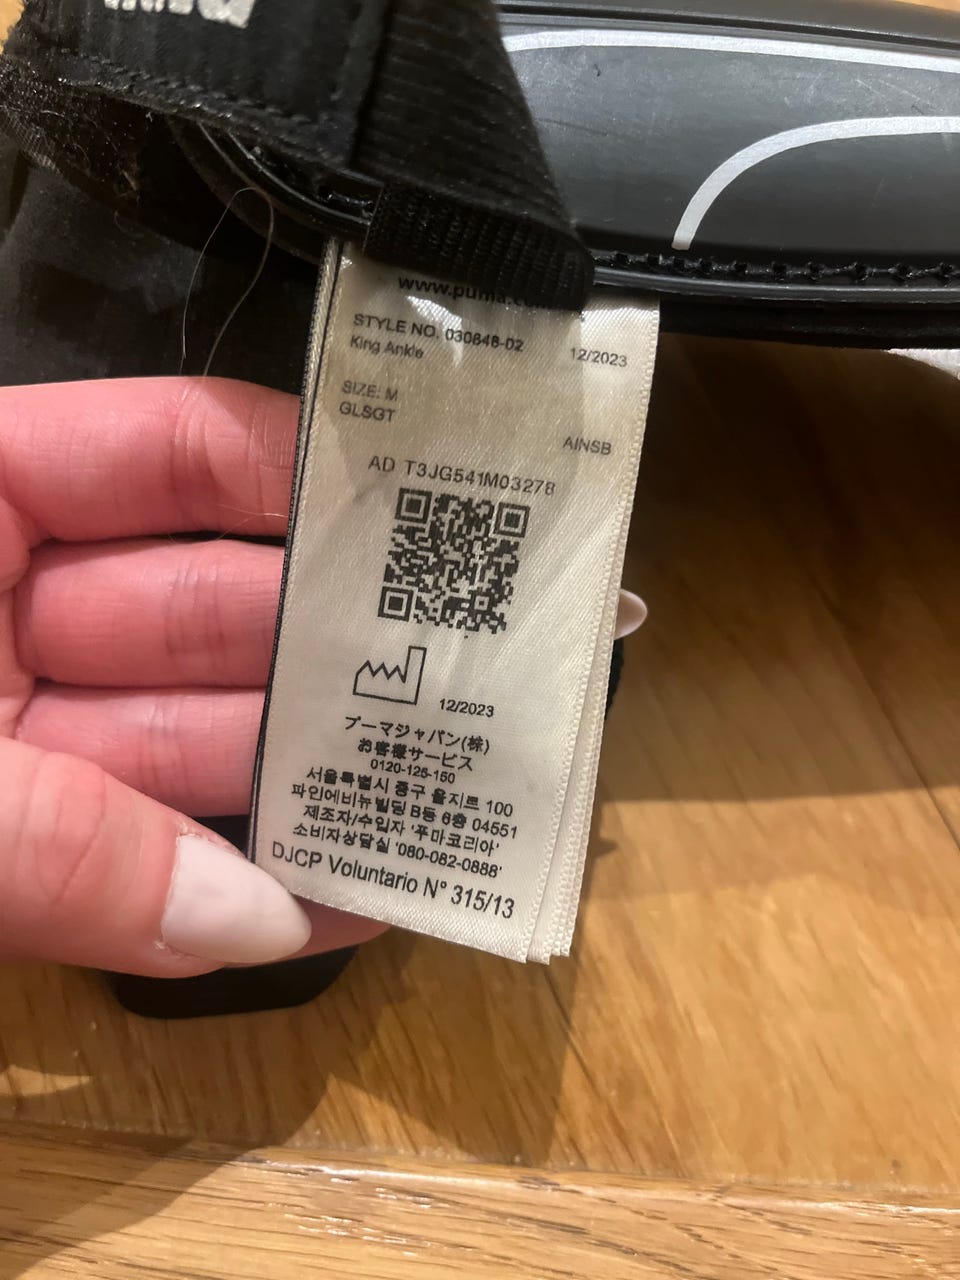 www.puma.co
STYLE NO. 030848-02 12/2023
King Ankle
SIZE: M
GLSGT
AINSB
AD T3JG541M03278
12/2023
プーマジャパン(株)
お客様サービス
0120-125-150
서울특별시 중구 을지로 100
파인에비뉴빌딩 B동 6층 04551
제조자/수입자 '푸마코리아'
소비자상담실 '080-082-0888'
DJCP Voluntario N° 315/13